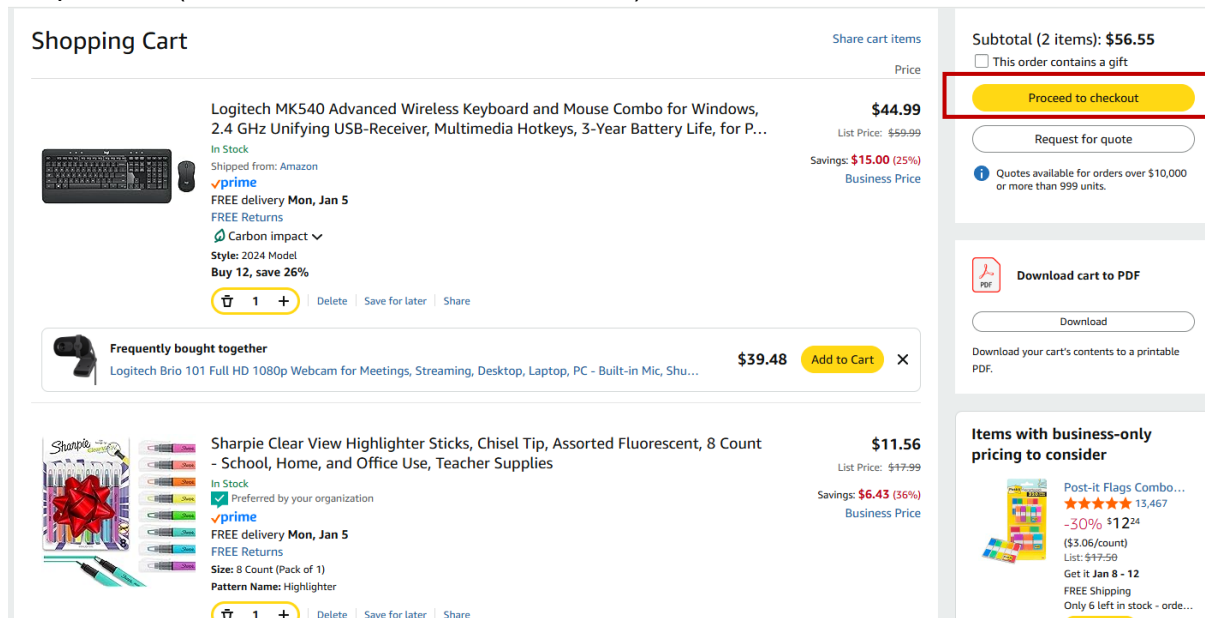 Shopping Cart
Share cart items
Price
Logitech MK540 Advanced Wireless Keyboard and Mouse Combo for Windows,
2.4 GHz Unifying USB-Receiver, Multimedia Hotkeys, 3-Year Battery Life, for P...
$44.99
List Price: $59.99
Savings: $15.00 (25%)
Business Price
In Stock
Shipped from: Amazon
prime
FREE delivery Mon, Jan 5
FREE Returns
Carbon impact
Style: 2024 Model
Buy 12, save 26%
1 + Delete Save for later Share
Frequently bought together
Logitech Brio 101 Full HD 1080p Webcam for Meetings, Streaming, Desktop, Laptop, PC - Built-in Mic, Shu...
$39.48 Add to Cart
Sharpie
Sharpie Clear View Highlighter Sticks, Chisel Tip, Assorted Fluorescent, 8 Count
- School, Home, and Office Use, Teacher Supplies
$11.56
List Price: $17.99
Savings: $6.43 (36%)
Business Price
In Stock
Preferred by your organization
prime
FREE delivery Mon, Jan 5
FREE Returns
Size: 8 Count (Pack of 1)
Pattern Name: Highlighter
1 + Delete Save for later Share
Subtotal (2 items): $56.55
This order contains a gift
Proceed to checkout
Request for quote
Quotes available for orders over $10,000
or more than 999 units.
PDF
Download cart to PDF
Download
Download your cart's contents to a printable
PDF.
Items with business-only
pricing to consider
Post-it Flags Combo...
13,467
-30% $1224
($3.06/count)
List: $17.50
Get it Jan 8 - 12
FREE Shipping
Only 6 left in stock - orde...